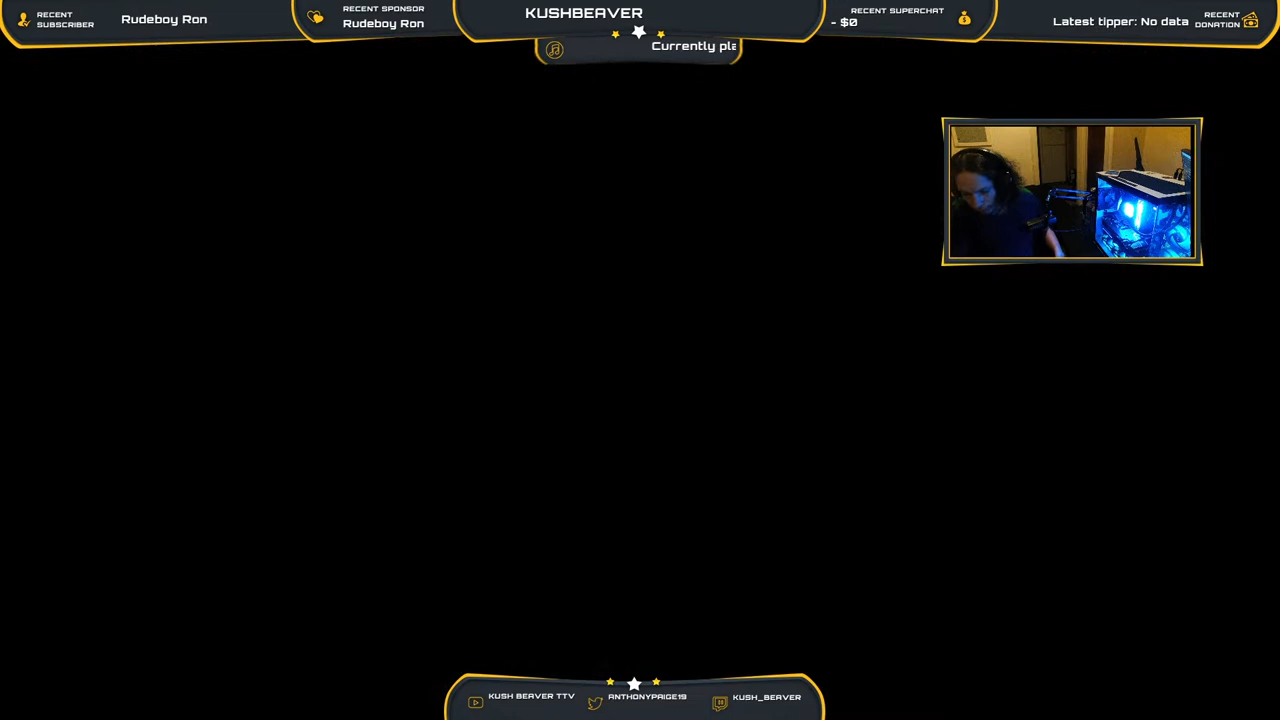 RECENT
SUBSCRIBER
Rudeboy Ron
RECENT SPONSOR
Rudeboy Ron
KUSHBEAVER
Currently pla
RECENT SUPERCHAT
- $0
Latest tipper: No data
RECENT
DONATION
KUSH BEAVER TTV
ANTHONYPAIGE19
KUSH_BEAVER